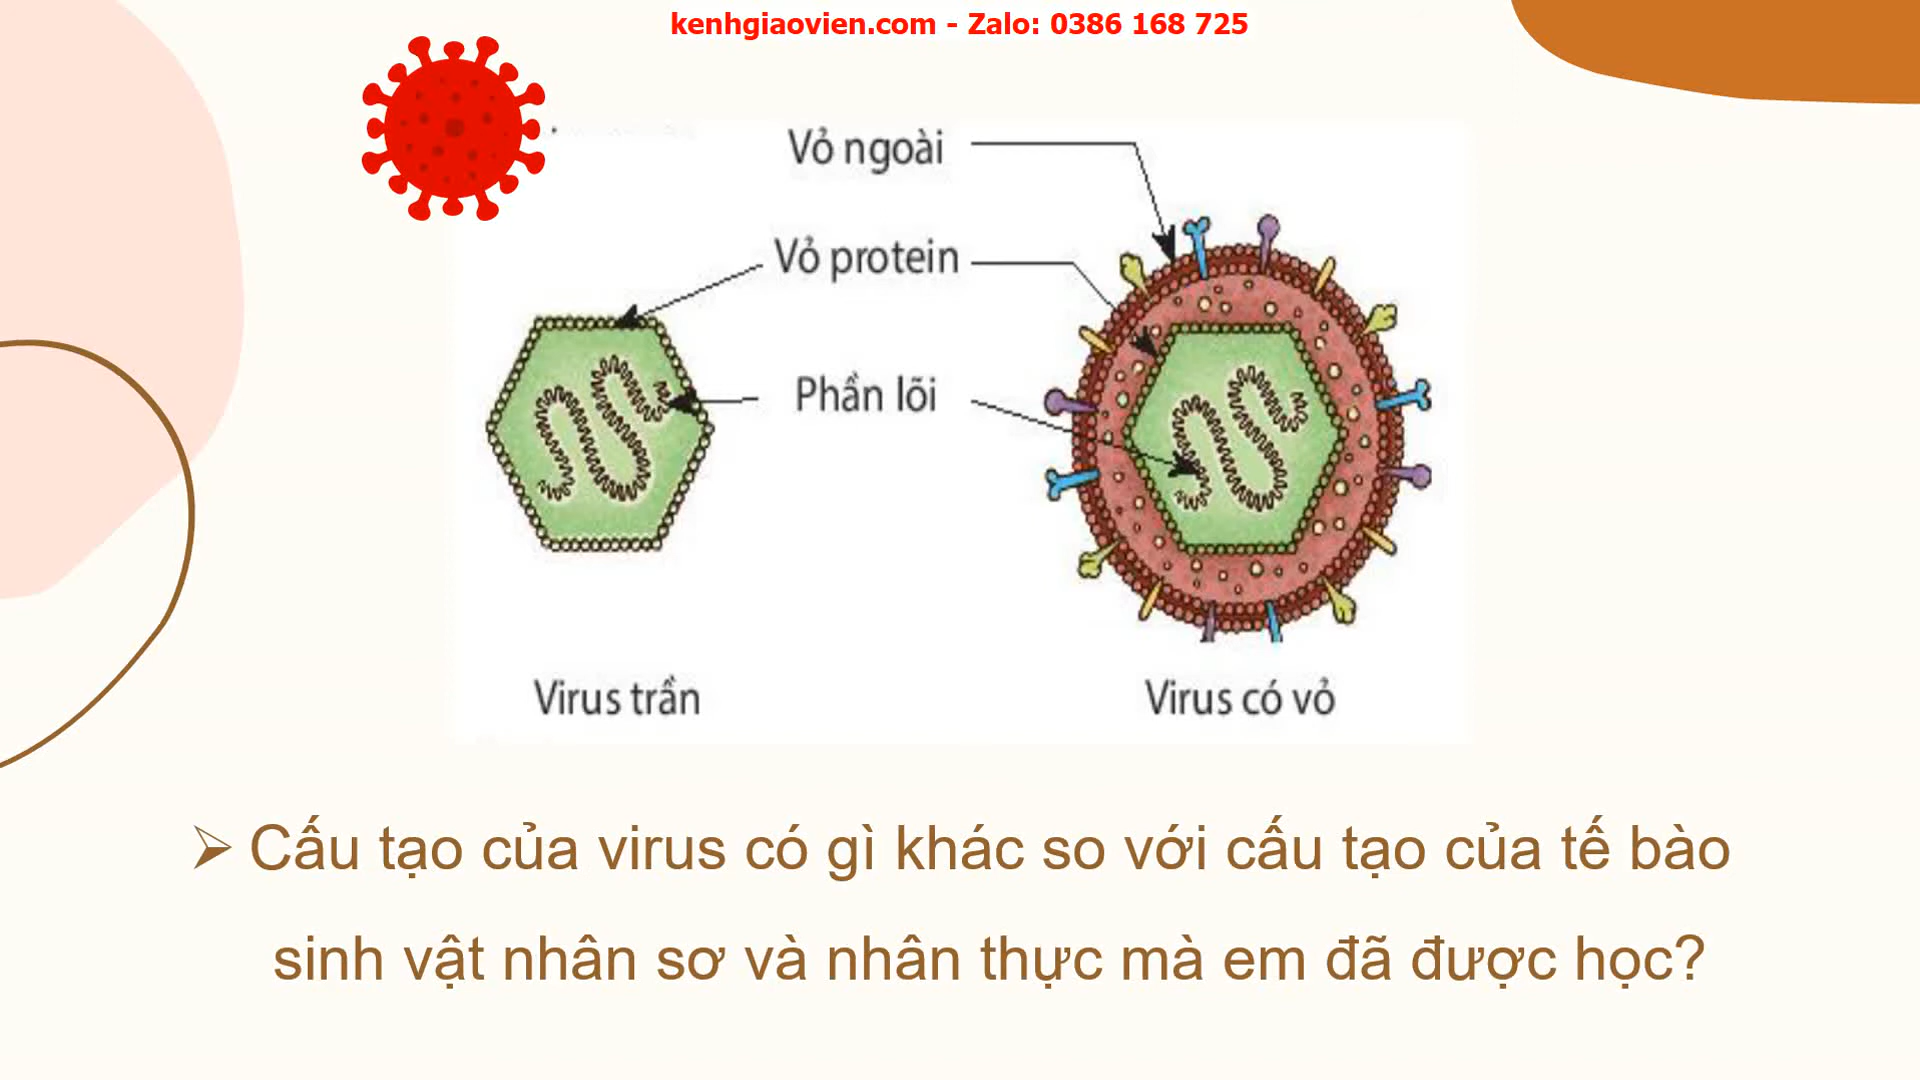 kenhgiaovien.com - Zalo: 0386 168 725
Vỏ ngoài
Vỏ protein
Phần lõi
Virus trần
Virus có vỏ
Cấu tạo của virus có gì khác so với cấu tạo của tế bào
sinh vật nhân sơ và nhân thực mà em đã được học?